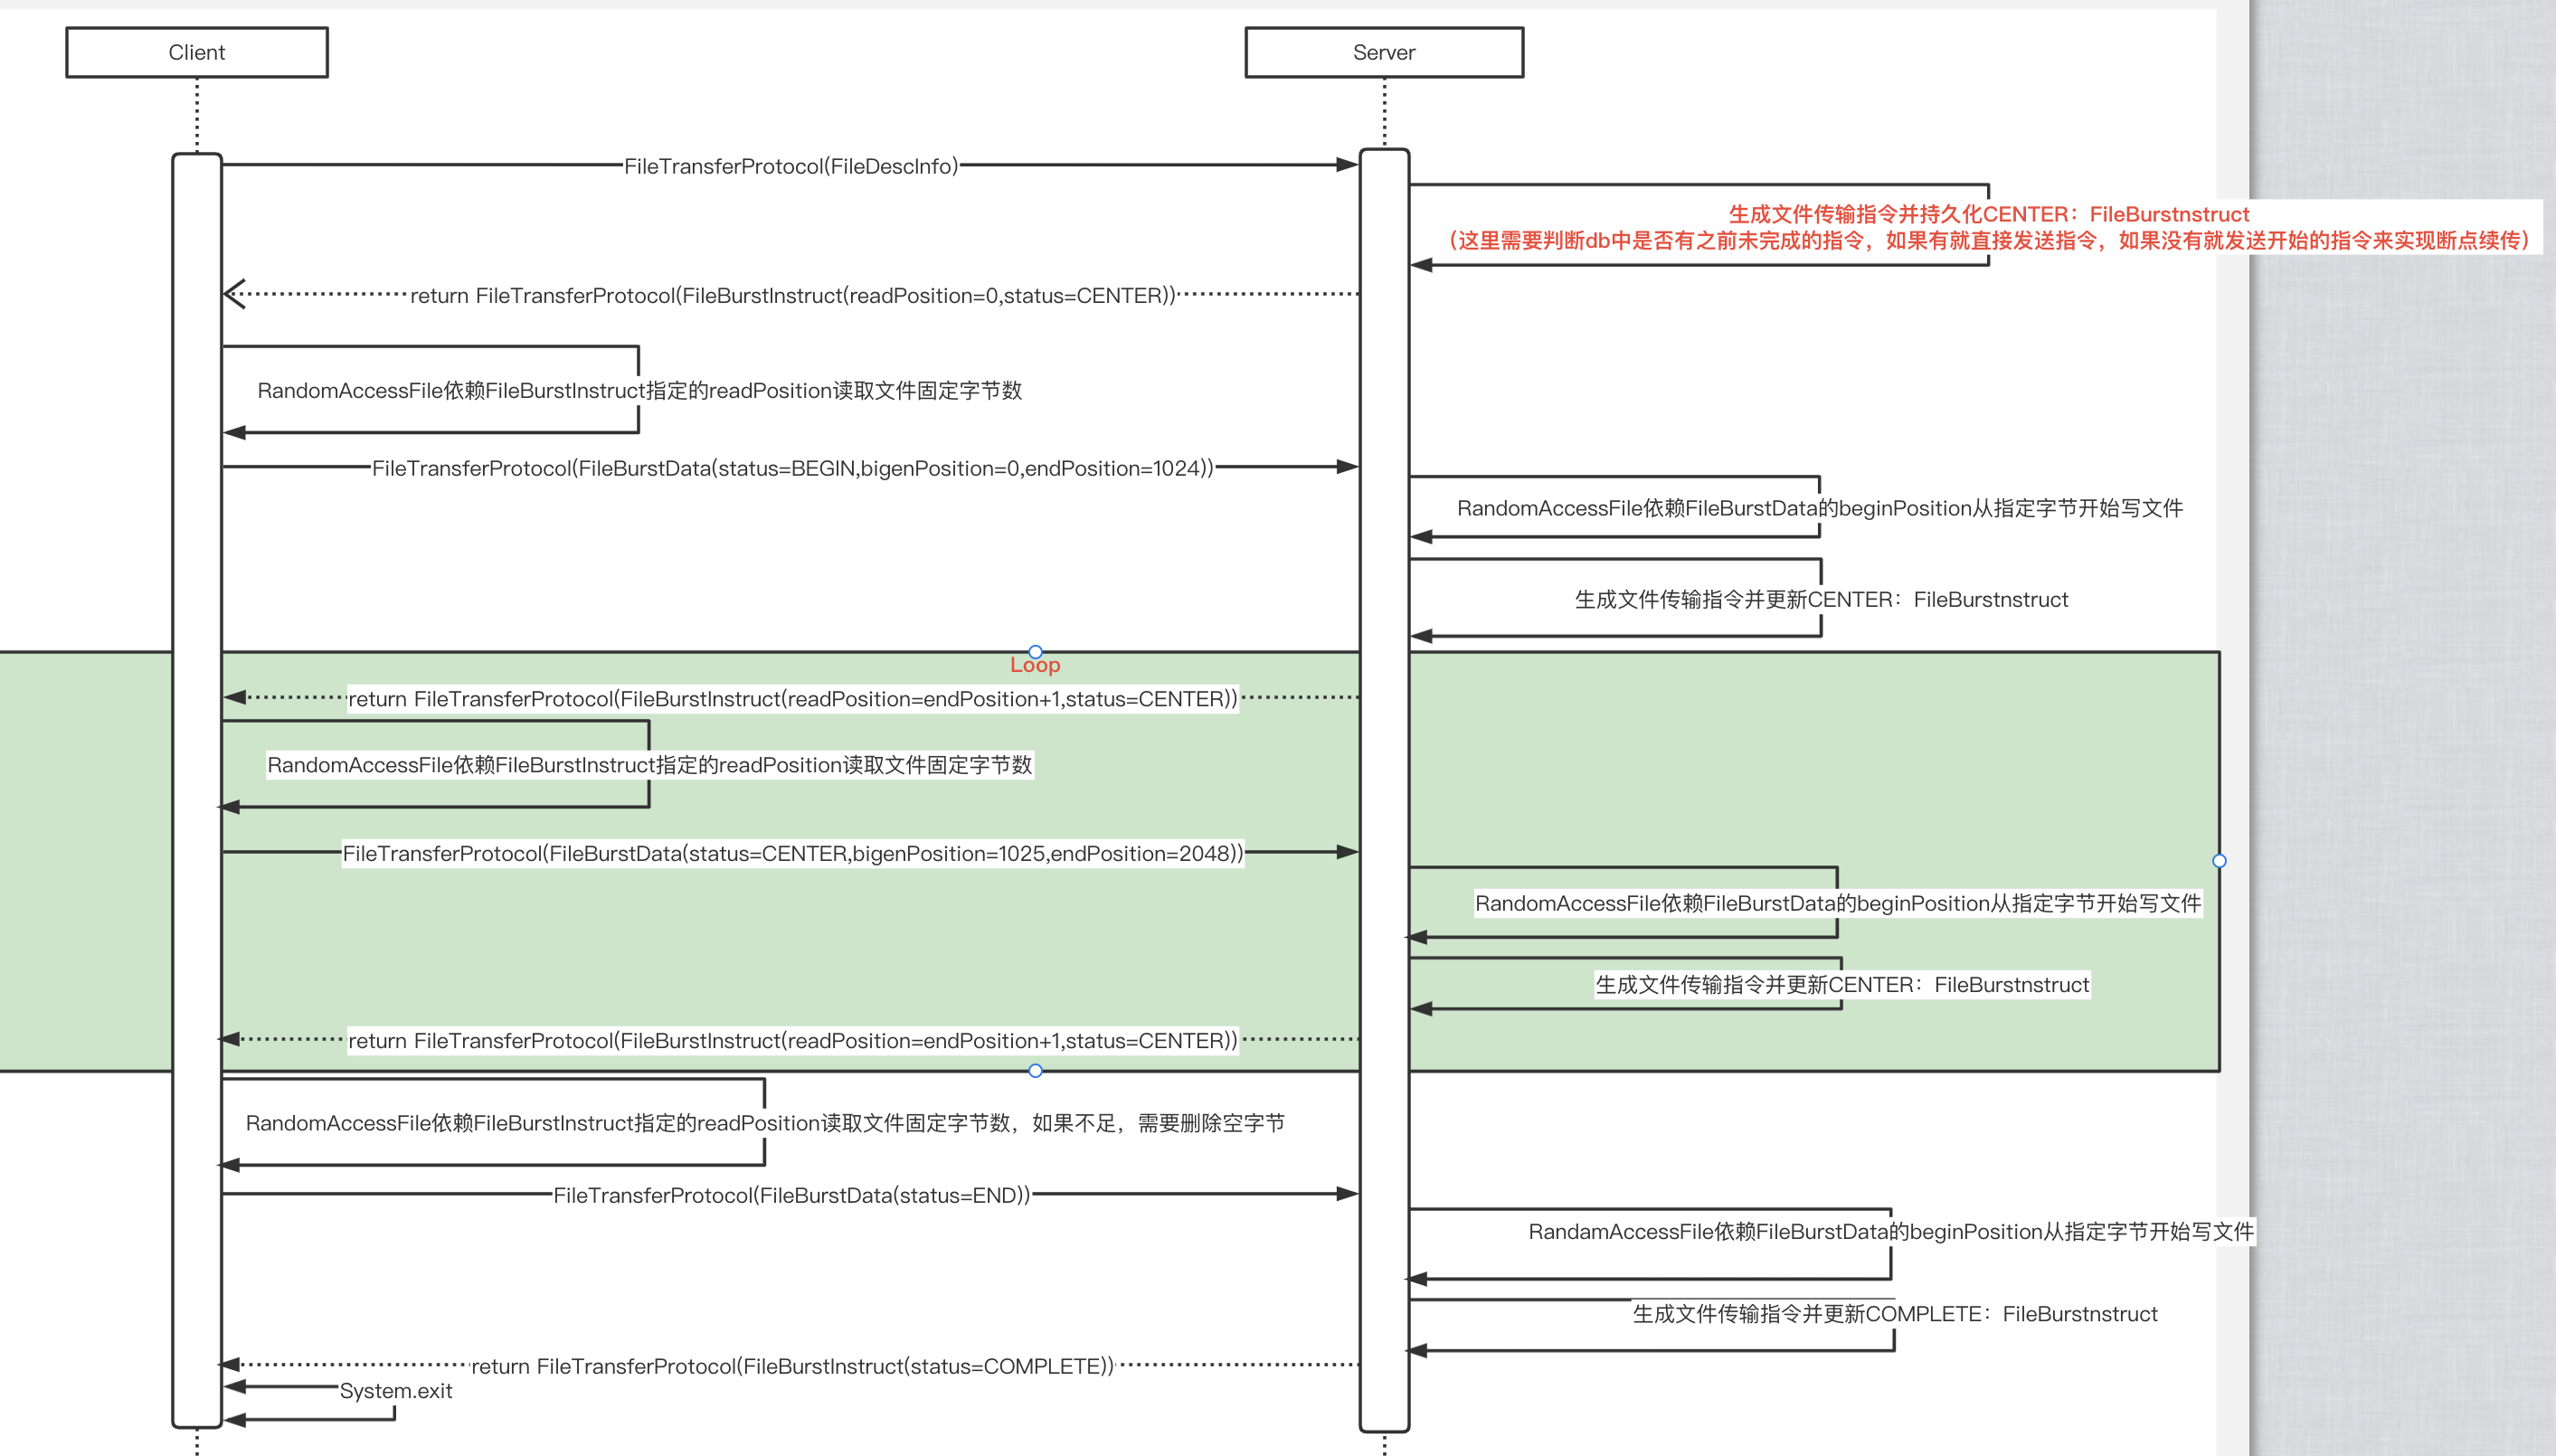 Client
Server
FileTransferProtocol(FileDescInfo)
生成文件传输指令并持久化CENTER：FileBurstnstruct
（这里需要判断db中是否有之前未完成的指令，如果有就直接发送指令，如果没有就发送开始的指令来实现断点续传）
return FileTransferProtocol(FileBurstInstruct(readPosition=0,status=CENTER))
RandomAccessFile依赖FileBurstInstruct指定的readPosition读取文件固定字节数
FileTransferProtocol(FileBurstData(status=BEGIN,bigenPosition=0,endPosition=1024))
RandomAccessFile依赖FileBurstData的beginPosition从指定字节开始写文件
生成文件传输指令并更新CENTER：FileBurstnstruct
Loop
return FileTransferProtocol(FileBurstInstruct(readPosition=endPosition+1,status=CENTER))
RandomAccessFile依赖FileBurstInstruct指定的readPosition读取文件固定字节数
FileTransferProtocol(FileBurstData(status=CENTER,bigenPosition=1025,endPosition=2048))
RandomAccessFile依赖FileBurstData的beginPosition从指定字节开始写文件
生成文件传输指令并更新CENTER：FileBurstnstruct
return FileTransferProtocol(FileBurstInstruct(readPosition=endPosition+1,status=CENTER))
RandomAccessFile依赖FileBurstInstruct指定的readPosition读取文件固定字节数，如果不足，需要删除空字节
FileTransferProtocol(FileBurstData(status=END))
RandamAccessFile依赖FileBurstData的beginPosition从指定字节开始写文件
生成文件传输指令并更新COMPLETE：FileBurstnstruct
return FileTransferProtocol(FileBurstInstruct(status=COMPLETE))
System.exit